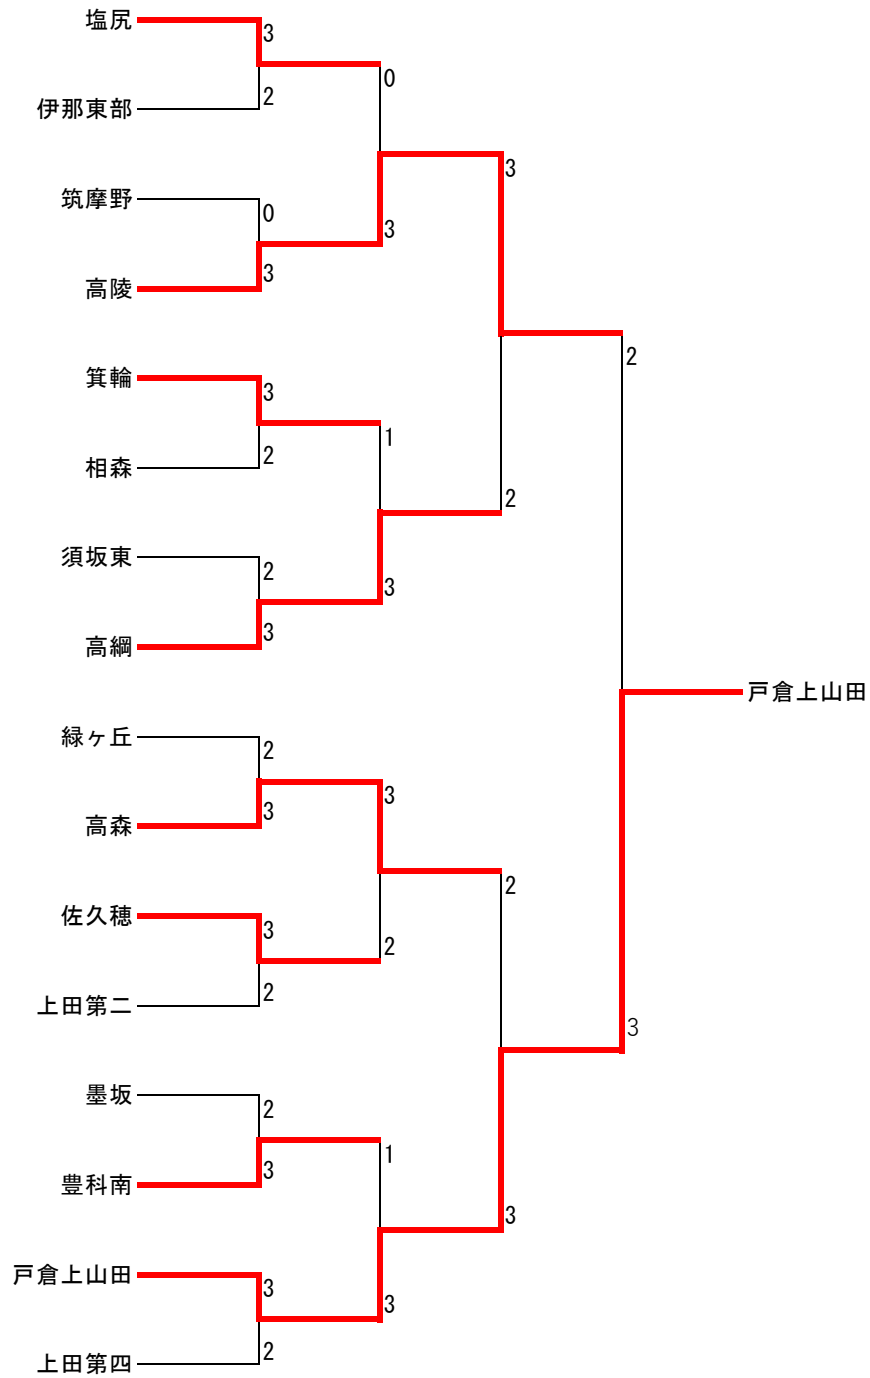 塩尻
3
0
2
伊那東部
3
筑摩野
0
3
3
高陵
2
箕輪
3
1
2
相森
2
須坂東
2
3
3
高綱
戸倉上山田
緑ヶ丘
2
3
3
高森
2
佐久穂
3
2
2
上田第二
3
墨坂
2
1
3
豊科南
3
戸倉上山田
3
3
2
上田第四